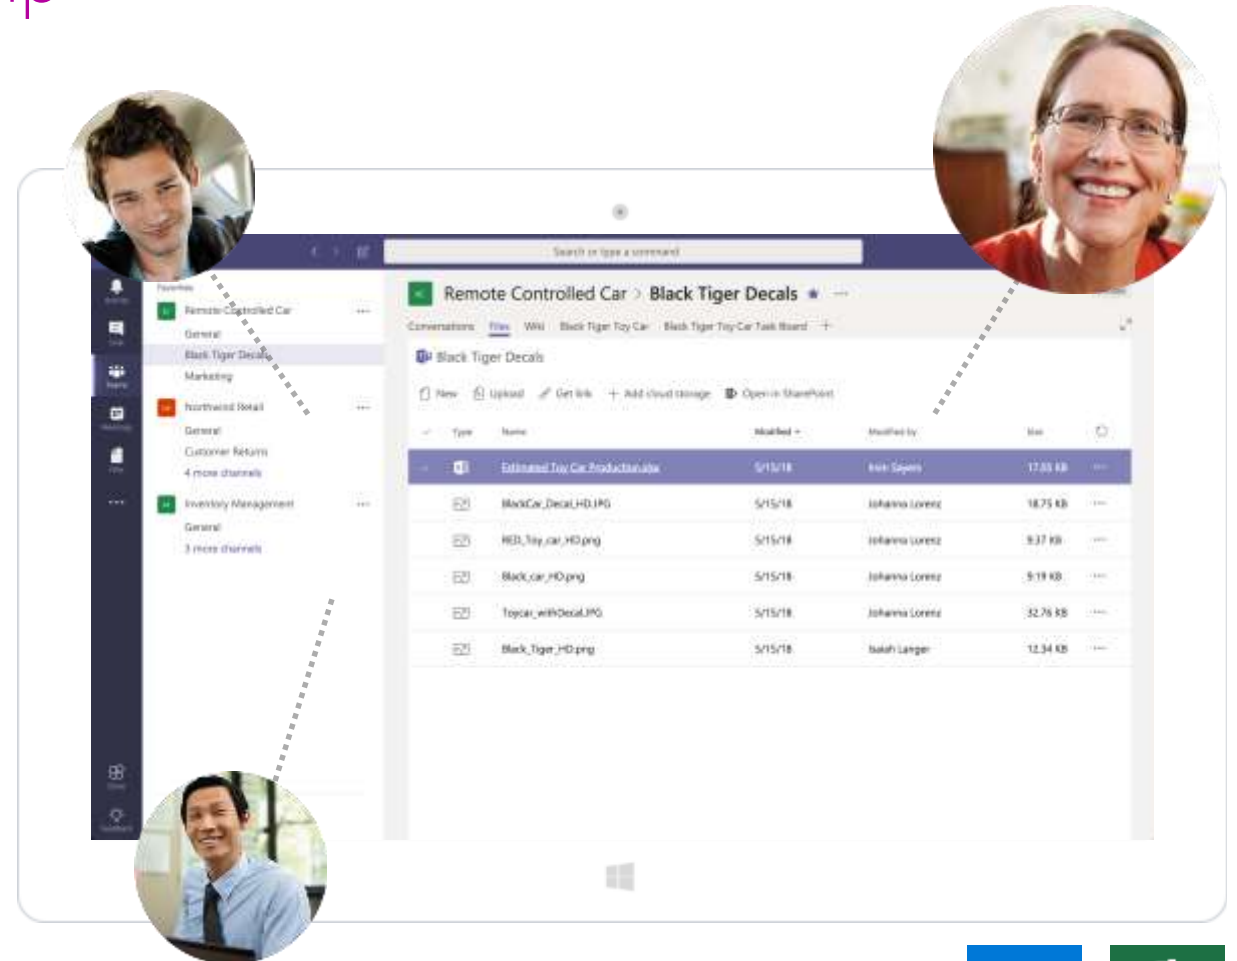 Search or type a command
Favorites
Remote Controlled Car
General
Black Tiger Decals
Marketing
Northwind Retail
General
Customer Returns
4 more channels
Inventory Management
General
3 more channels
Teams
Remote Controlled Car > Black Tiger Decals
Conversations Files Wiki Black Tiger Toy Car Black Tiger Toy Car Task Board +
Black Tiger Decals
New Upload Get link + Add cloud storage Open in SharePoint
Type Name Modified Modified by Size
Estimated Toy Car Production.xlsx 5/15/18 Irvin Sayers 17.65 KB
BlackCar_Decal_HD.JPG 5/15/18 Johanna Lorenz 18.75 KB
RED_Toy_car_HD.png 5/15/18 Johanna Lorenz 9.37 KB
Black_car_HD.png 5/15/18 Johanna Lorenz 9.19 KB
Toycar_withDecal.JPG 5/15/18 Johanna Lorenz 32.76 KB
Black_Tiger_HD.png 5/15/18 Isaiah Langer 12.34 KB